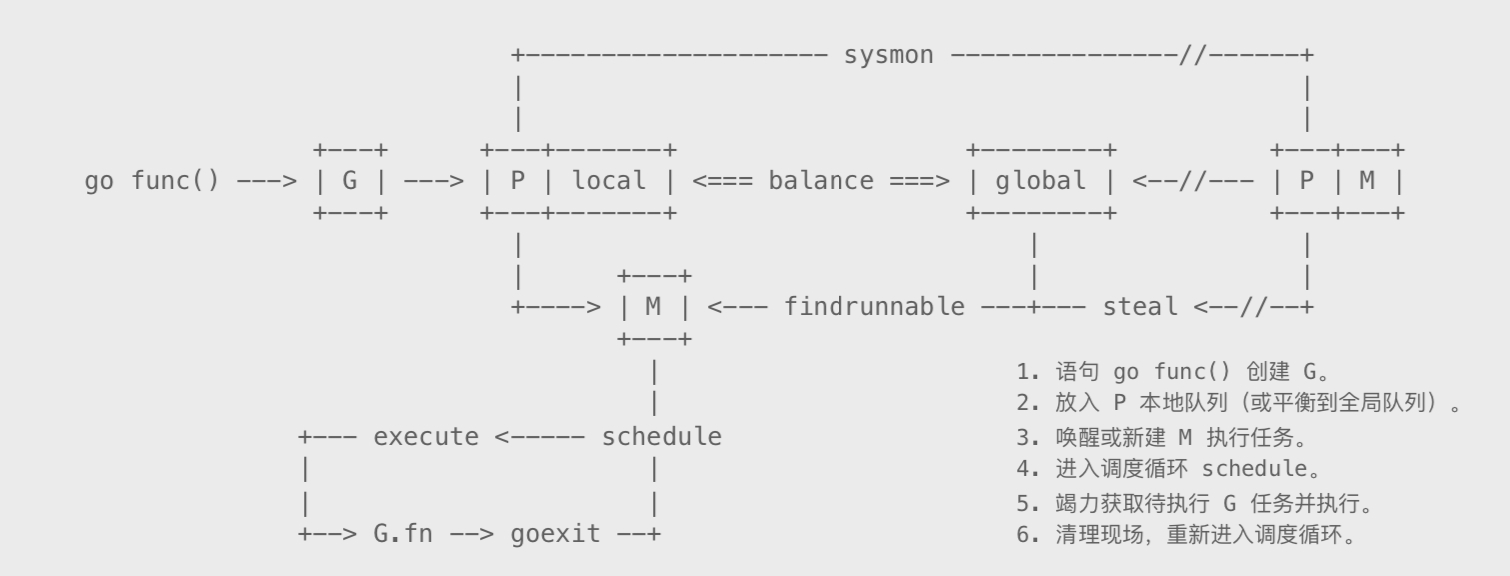 +-------------------- sysmon ---------------//------+
|                                                   |
|                                                   |
+---+      +---+-------+                   +--------+          +---+---+
go func() ---> | G | ---> | P | local | <=== balance ===> | global | <--//--- | P | M |
+---+      +---+-------+                   +--------+          +---+---+
|                                  |                 |
|      +---+                       |                 |
+----> | M | <--- findrunnable ---+--- steal <--//--+
+---+
|
1. 语句 go func() 创建 G。
|
2. 放入 P 本地队列（或平衡到全局队列）。
+--- execute <----- schedule
3. 唤醒或新建 M 执行任务。
|                      |
4. 进入调度循环 schedule。
|                      |
5. 竭力获取待执行 G 任务并执行。
+--> G.fn --> goexit --+
6. 清理现场，重新进入调度循环。